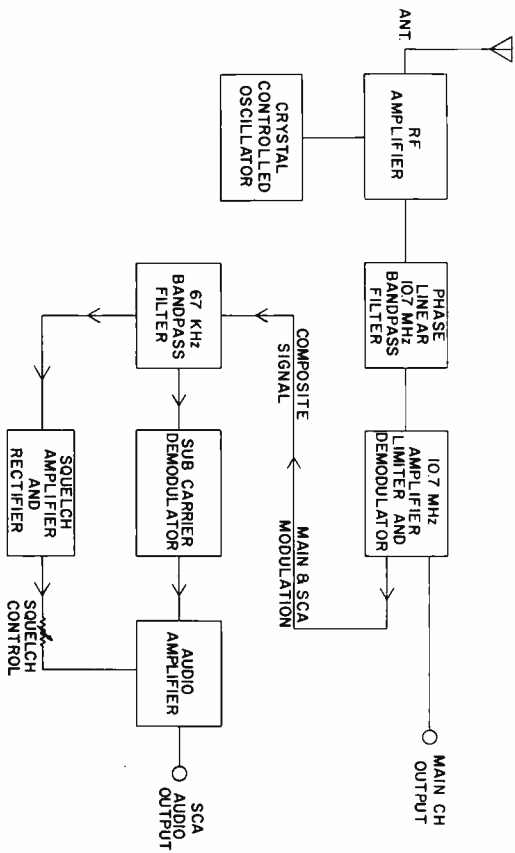 ANT.
RF
AMPLIFIER
CRYSTAL
CONTROLLED
OSCILLATOR
PHASE
LINEAR
10.7 MHz
BANDPASS
FILTER
10.7 MHz
AMPLIFIER
LIMITER AND
DEMODULATOR
MAIN CH
OUTPUT
COMPOSITE
SIGNAL
MAIN & SCA
MODULATION
67 KHz
BANDPASS
FILTER
SUB CARRIER
DEMODULATOR
AUDIO
AMPLIFIER
SCA
AUDIO
OUTPUT
SQUELCH
AMPLIFIER
AND
RECTIFIER
SQUELCH
CONTROL